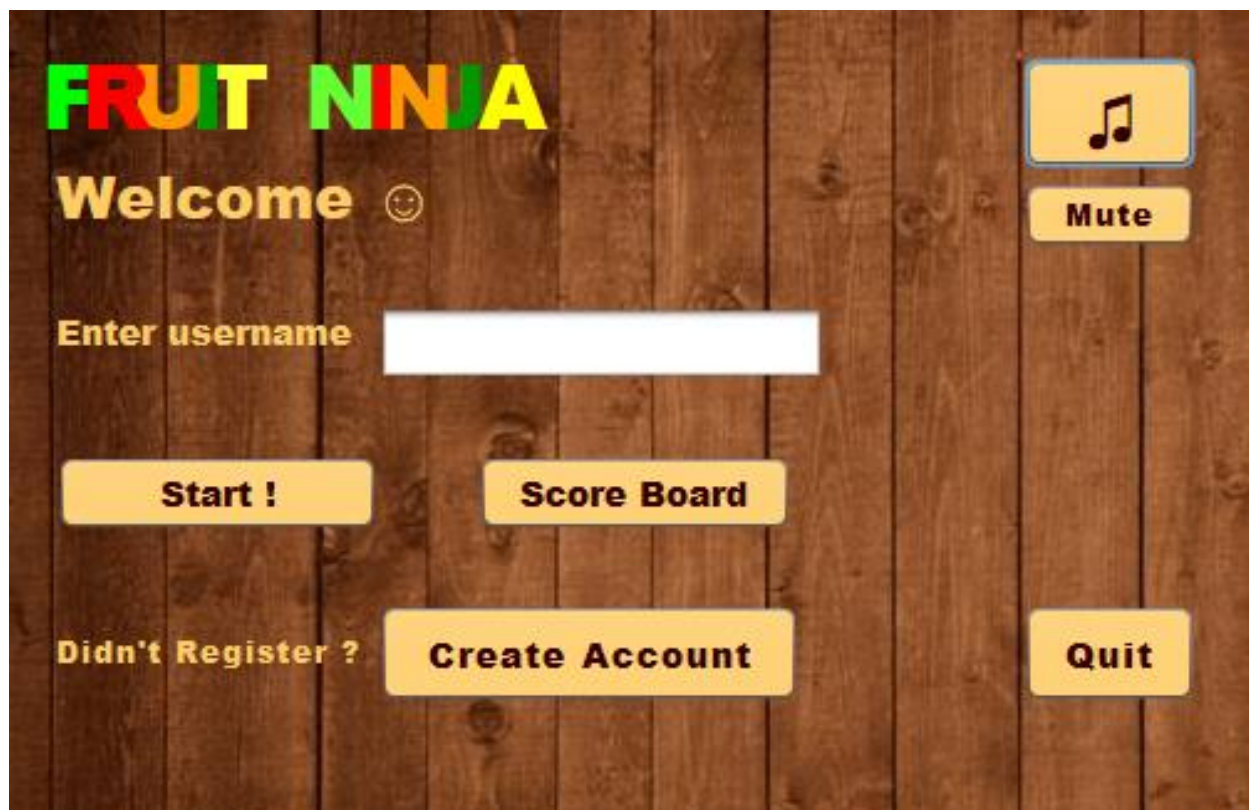 FRUIT NINJA
♫
Welcome ☺
Mute
Enter username
Start !
Score Board
Didn't Register ?
Create Account
Quit